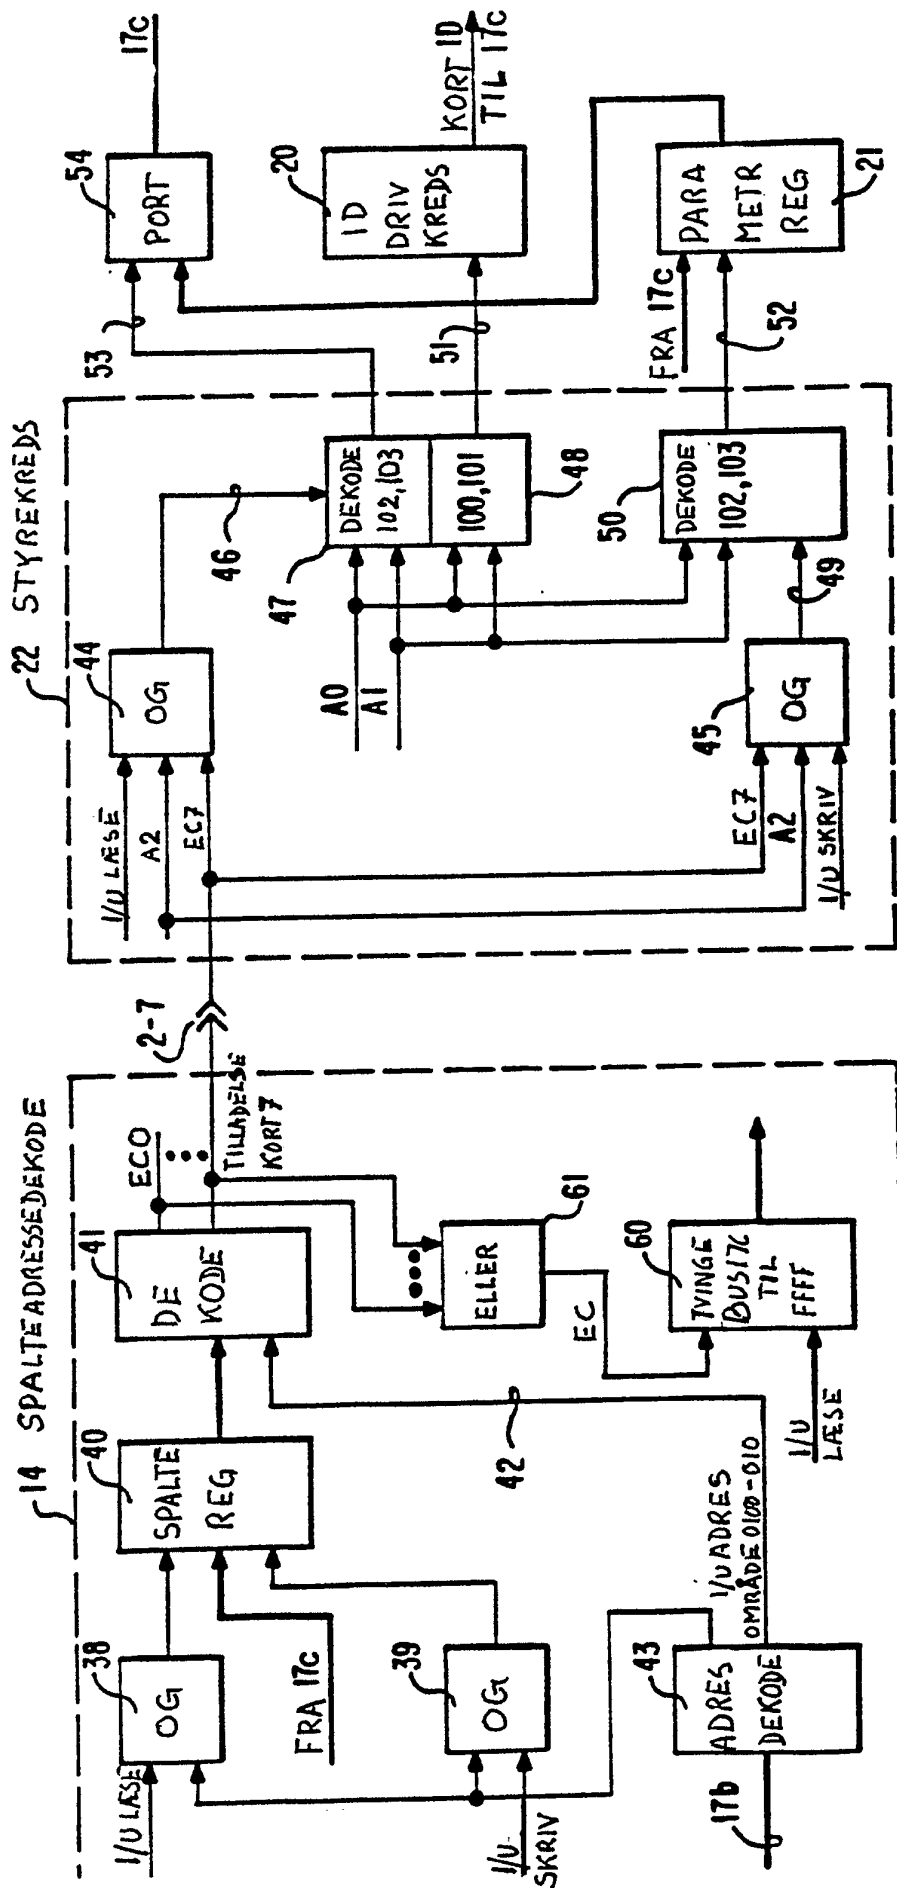 14 SPALTEADRESSEDEKODE
I/U LÆSE
38
OG
FRA 17c
40
SPALTE
REG
41
DE
KODE
EC0
TILLADELSE
KORT 7
2-7
39
OG
I/U
SKRIV
42
ELLER
61
EC
43
ADRES
DEKODE
17b
I/U ADRES
OMRÅDE 0100-010
60
TVINGE
BUS 17C
TIL
FFFF
I/U
LÆSE
22 STYREKREDS
I/U LÆSE
A2
EC7
44
OG
46
A0
A1
47
DEKODE
102,103
100,101
48
EC7
A2
I/U SKRIV
45
OG
49
50
DEKODE
102,103
53
54
PORT
17c
51
20
ID
DRIV
KREDS
KORT ID
TIL 17c
52
FRA 17c
PARA
METR
REG
21